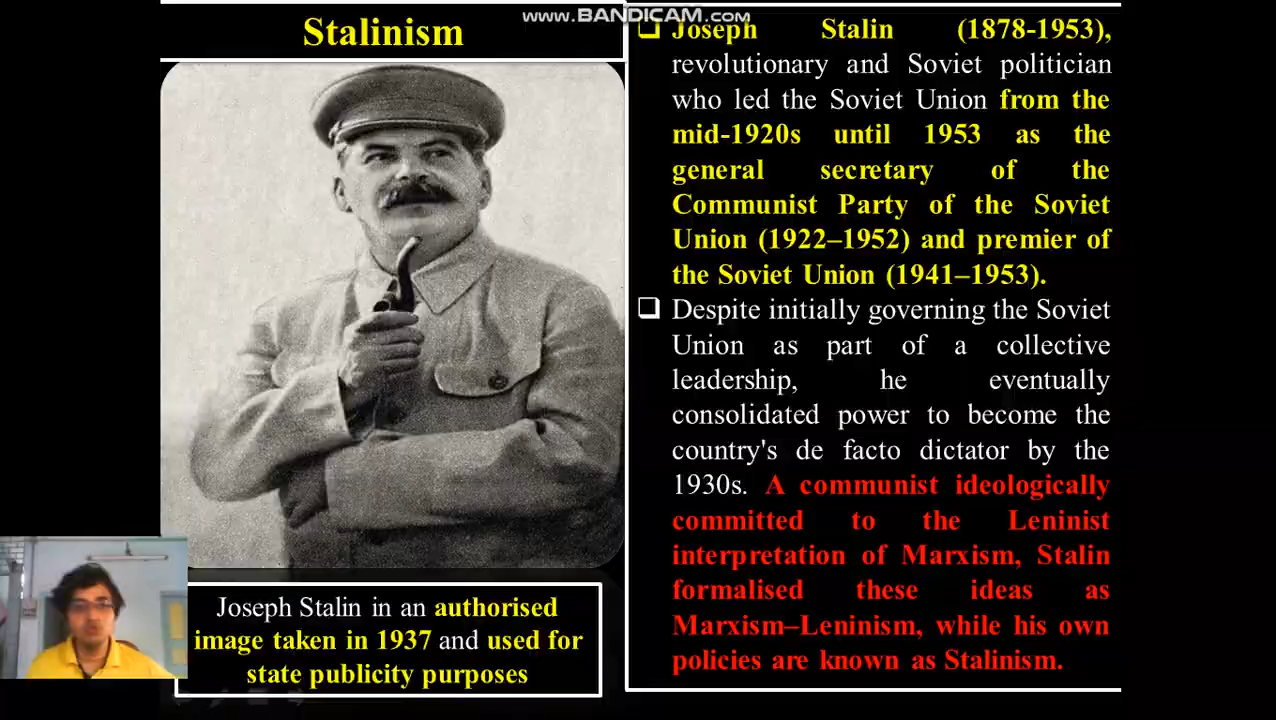 www.BANDICAM.com
Stalinism
Joseph Stalin in an authorised
image taken in 1937 and used for
state publicity purposes
❑ Joseph Stalin (1878-1953),
revolutionary and Soviet politician
who led the Soviet Union from the
mid-1920s until 1953 as the
general secretary of the
Communist Party of the Soviet
Union (1922–1952) and premier of
the Soviet Union (1941–1953).
❑ Despite initially governing the Soviet
Union as part of a collective
leadership, he eventually
consolidated power to become the
country's de facto dictator by the
1930s. A communist ideologically
committed to the Leninist
interpretation of Marxism, Stalin
formalised these ideas as
Marxism–Leninism, while his own
policies are known as Stalinism.